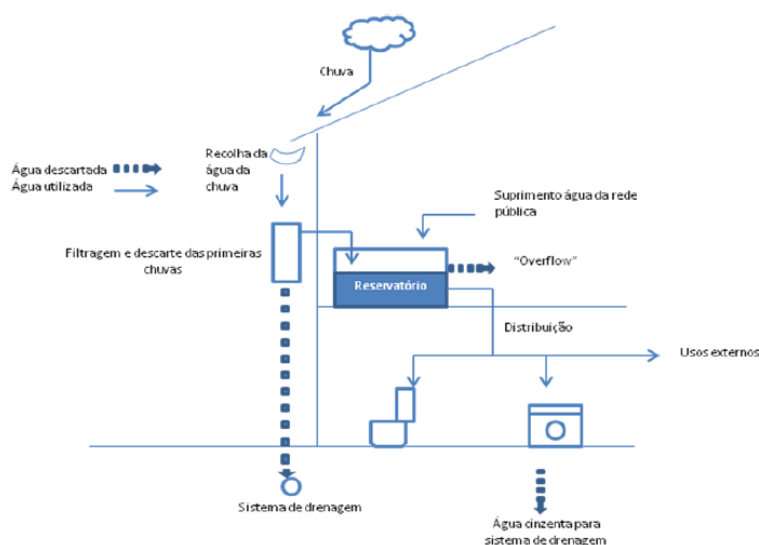 Chuva
Recolha da
água da
chuva
Água descartada
Água utilizada
Suprimento água da rede
pública
Filtragem e descarte das primeiras
chuvas
"Overflow"
Reservatório
Distribuição
Usos externos
Sistema de drenagem
Água cinzenta para
sistema de drenagem